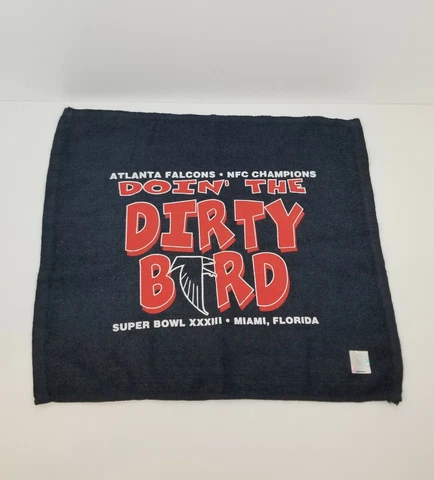 ATLANTA FALCONS • NFC CHAMPIONS
DOIN' THE
DIRTY
BIRD
SUPER BOWL XXXIII • MIAMI, FLORIDA